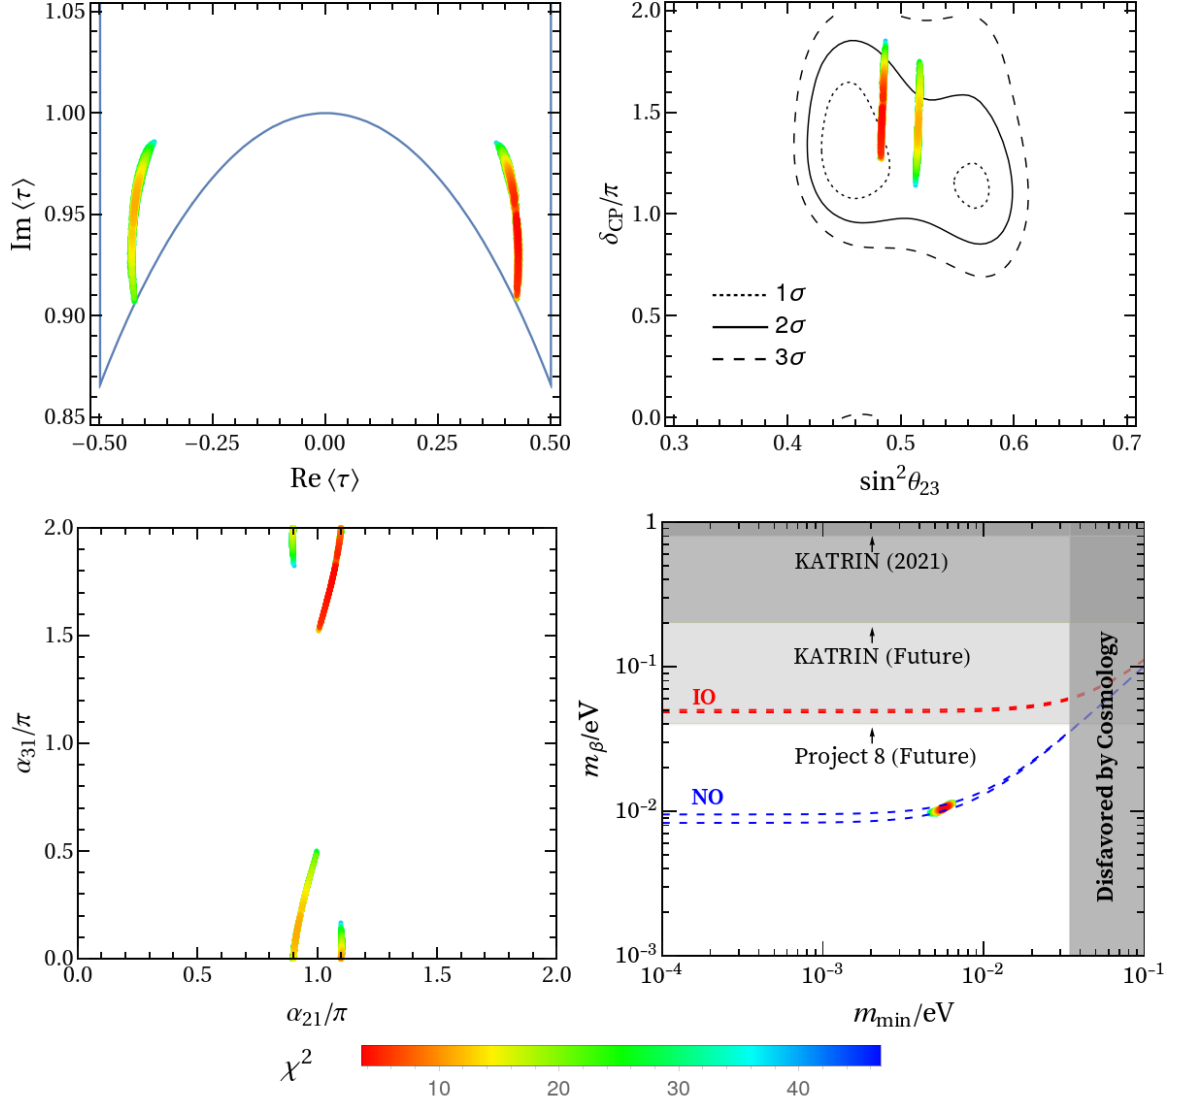 1.05
1.00
0.95
0.90
0.85
Im ⟨τ⟩
−0.50
−0.25
0.00
0.25
0.50
Re ⟨τ⟩
2.0
1.5
1.0
0.5
0.0
δCP/π
1σ
2σ
3σ
0.3
0.4
0.5
0.6
0.7
sin²θ₂₃
2.0
1.5
1.0
0.5
0.0
α₃₁/π
0.0
0.5
1.0
1.5
2.0
α₂₁/π
1
10⁻¹
10⁻²
10⁻³
mβ/eV
KATRIN (2021)
KATRIN (Future)
IO
Project 8 (Future)
NO
Disfavored by Cosmology
10⁻⁴
10⁻³
10⁻²
10⁻¹
mmin/eV
χ²
10
20
30
40